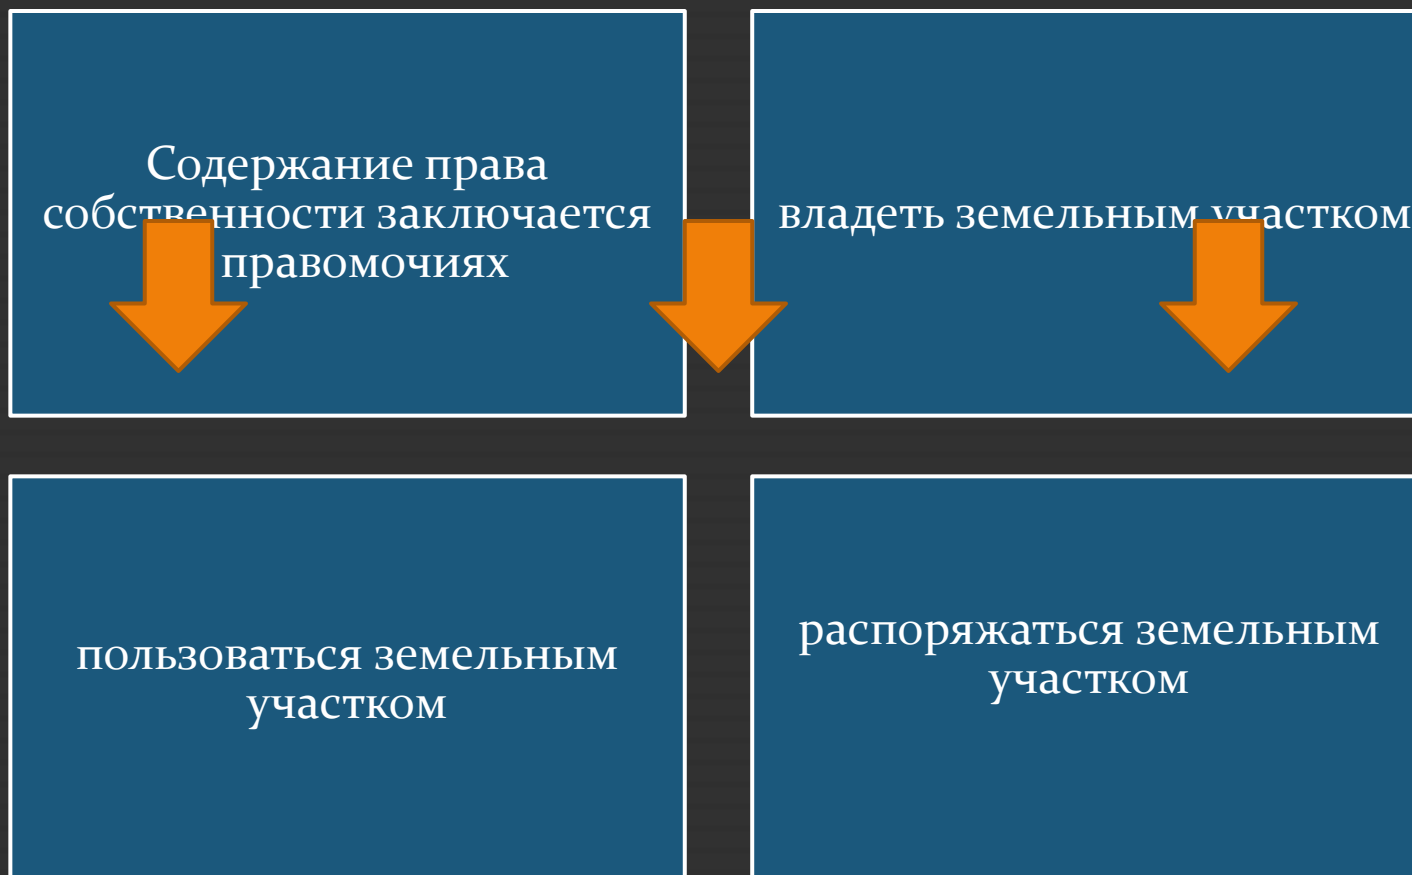 Содержание права
собственности заключается
правомочиях
владеть земельным участком
пользоваться земельным
участком
распоряжаться земельным
участком